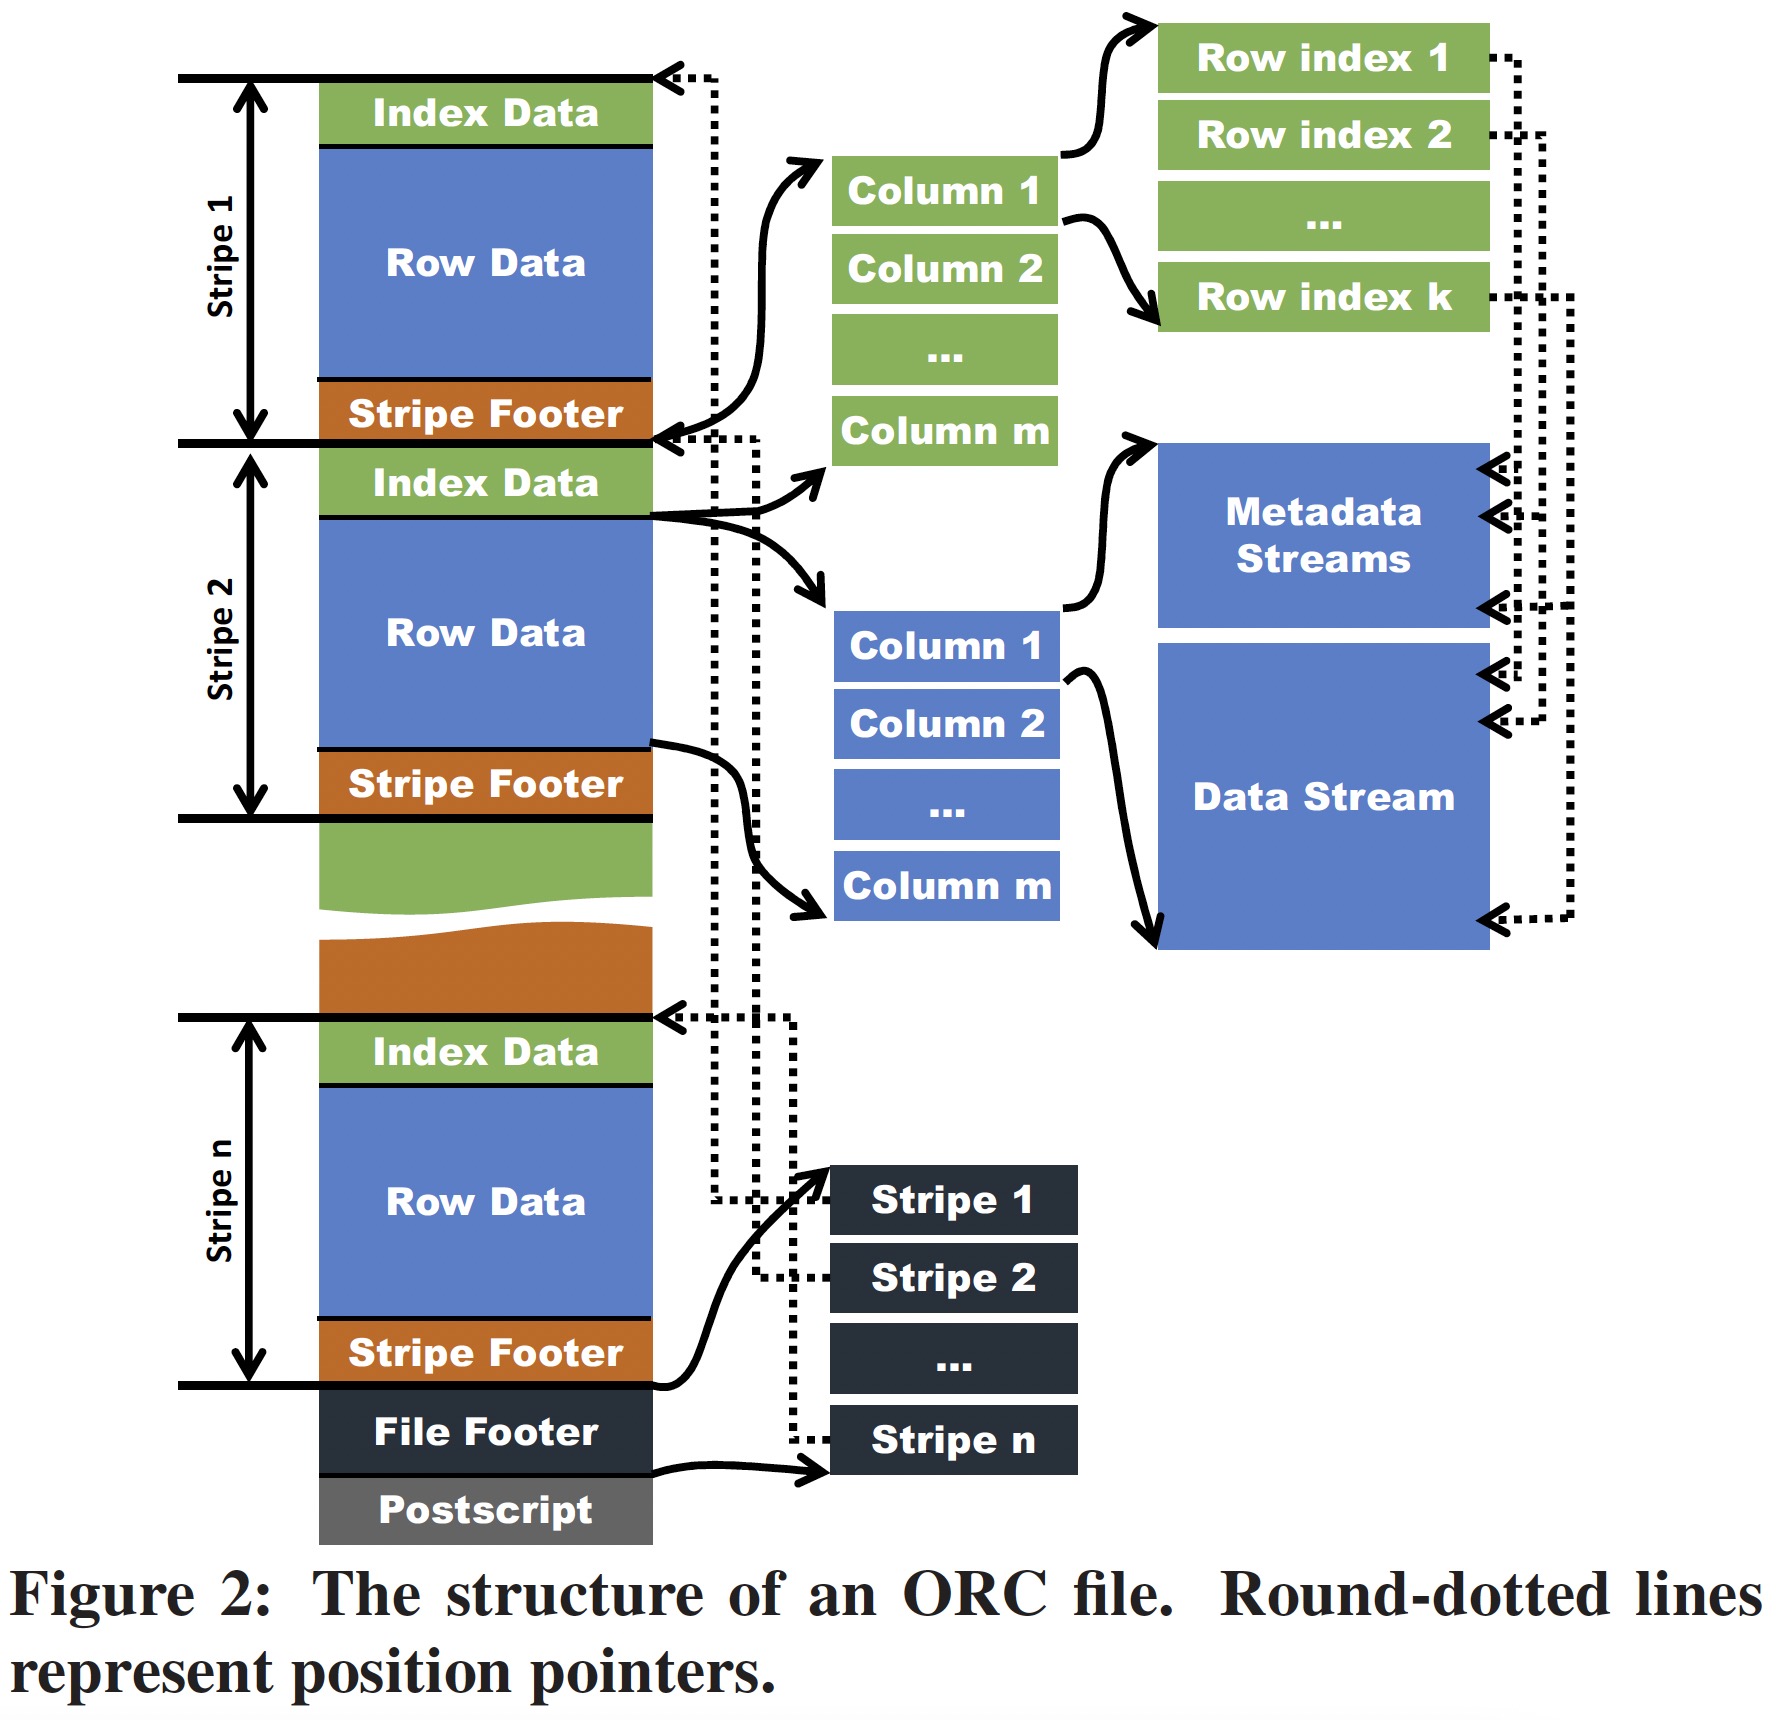 Stripe 1
Index Data
Row Data
Stripe Footer
Stripe 2
Index Data
Row Data
Stripe Footer
Stripe n
Index Data
Row Data
Stripe Footer
File Footer
Postscript
Column 1
Column 2
...
Column m
Row index 1
Row index 2
...
Row index k
Column 1
Column 2
...
Column m
Metadata
Streams
Data Stream
Stripe 1
Stripe 2
...
Stripe n
Figure 2: The structure of an ORC file. Round-dotted lines
represent position pointers.